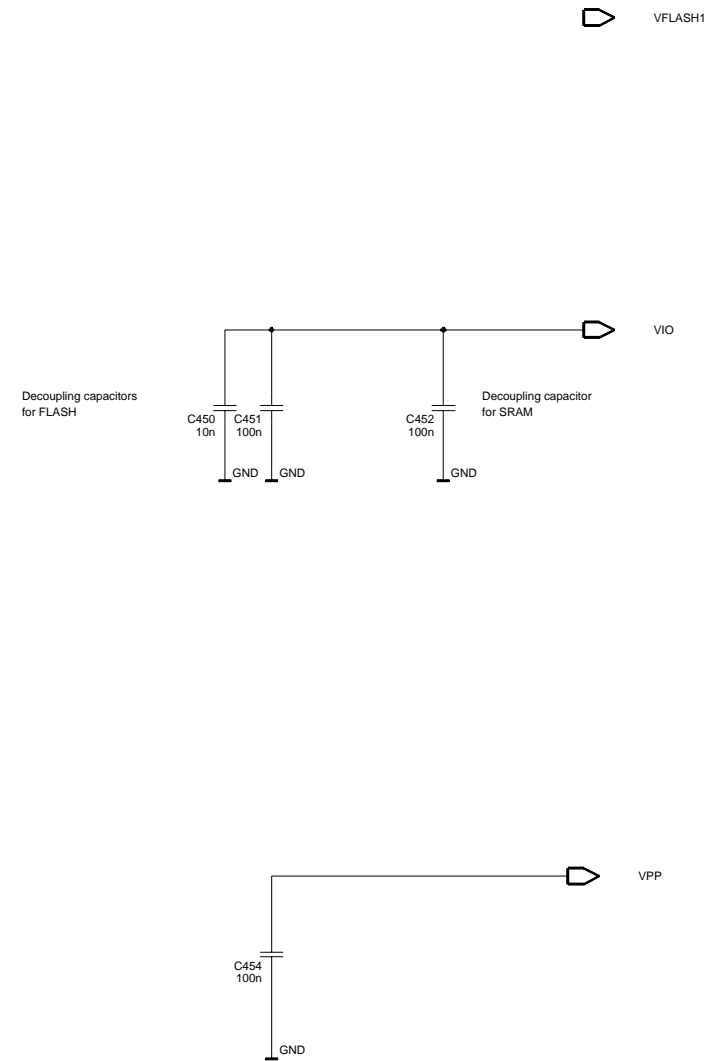 VFLASH1
VIO
Decoupling capacitors
for FLASH
C450
10n
C451
100n
C452
100n
Decoupling capacitor
for SRAM
GND
GND
GND
VPP
C454
100n
GND